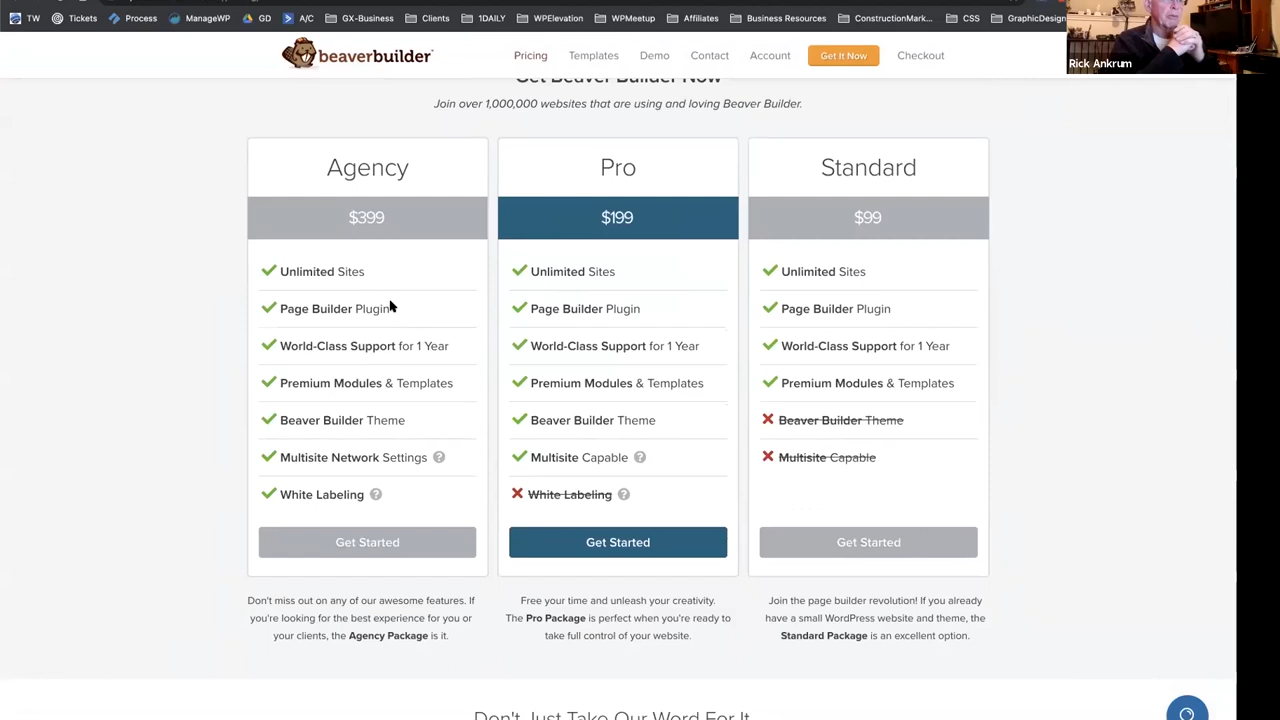 TW Tickets Process ManageWP GD A/C GX-Business Clients 1DAILY WPElevation WPMeetup Affiliates Business Resources ConstructionMark... CSS GraphicDesign
Rick Ankrum
beaverbuilder
Pricing Templates Demo Contact Account Get It Now Checkout
Get Beaver Builder Now
Join over 1,000,000 websites that are using and loving Beaver Builder.
Agency
$399
Unlimited Sites
Page Builder Plugin
World-Class Support for 1 Year
Premium Modules & Templates
Beaver Builder Theme
Multisite Network Settings ?
White Labeling ?
Get Started
Don't miss out on any of our awesome features. If
you're looking for the best experience for you or
your clients, the Agency Package is it.
Pro
$199
Unlimited Sites
Page Builder Plugin
World-Class Support for 1 Year
Premium Modules & Templates
Beaver Builder Theme
Multisite Capable ?
White Labeling ?
Get Started
Free your time and unleash your creativity.
The Pro Package is perfect when you're ready to
take full control of your website.
Standard
$99
Unlimited Sites
Page Builder Plugin
World-Class Support for 1 Year
Premium Modules & Templates
Beaver Builder Theme
Multisite Capable
Get Started
Join the page builder revolution! If you already
have a small WordPress website and theme, the
Standard Package is an excellent option.
Don't Just Take Our Word For It